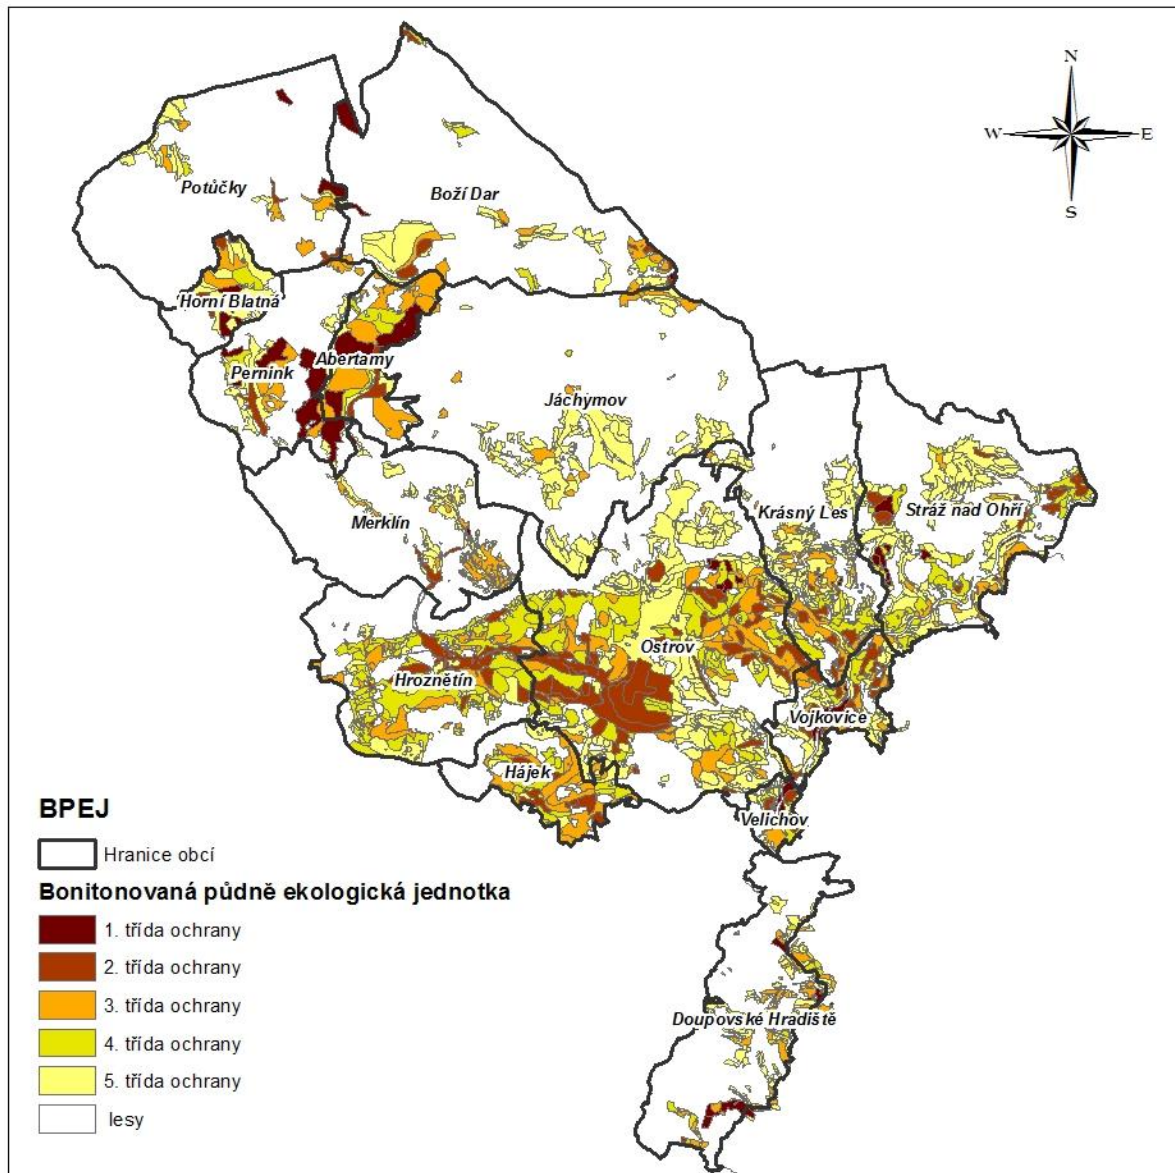 N
W E
S
Potůčky
Boží Dar
Horní Blatná
Abertamy
Pernink
Jáchymov
Merklín
Krásný Les
Stráž nad Ohří
Ostrov
Hroznětín
Vojkovice
Hájek
Velichov
Doupovské Hradiště
BPEJ
Hranice obcí
Bonitonovaná půdně ekologická jednotka
1. třída ochrany
2. třída ochrany
3. třída ochrany
4. třída ochrany
5. třída ochrany
lesy